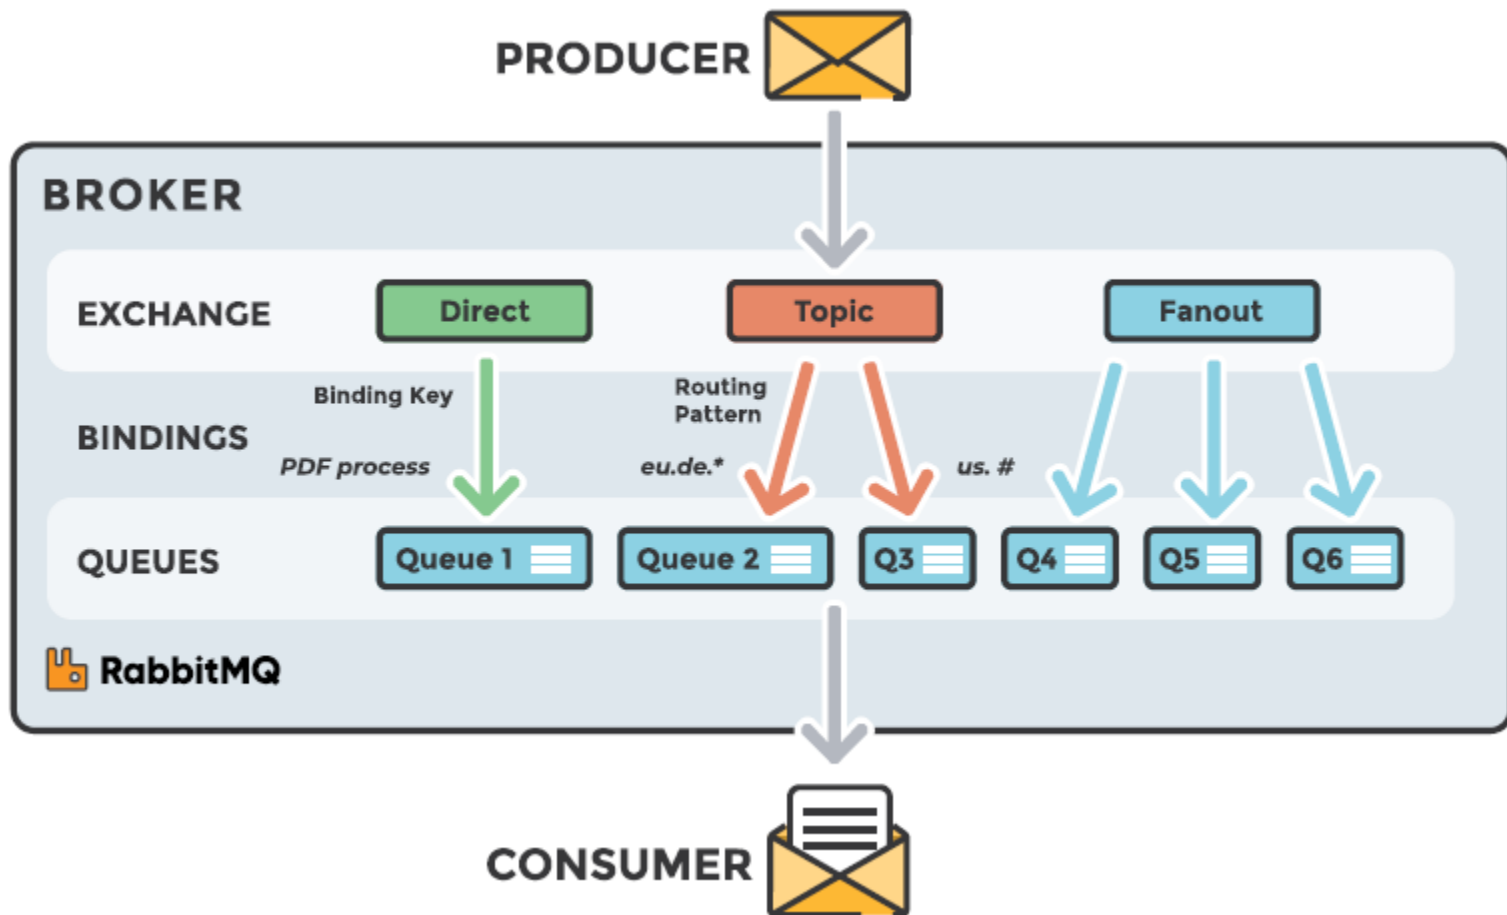 PRODUCER
BROKER
EXCHANGE
Direct
Topic
Fanout
Binding Key
Routing
Pattern
BINDINGS
PDF process
eu.de.*
us. #
QUEUES
Queue 1
Queue 2
Q3
Q4
Q5
Q6
RabbitMQ
CONSUMER